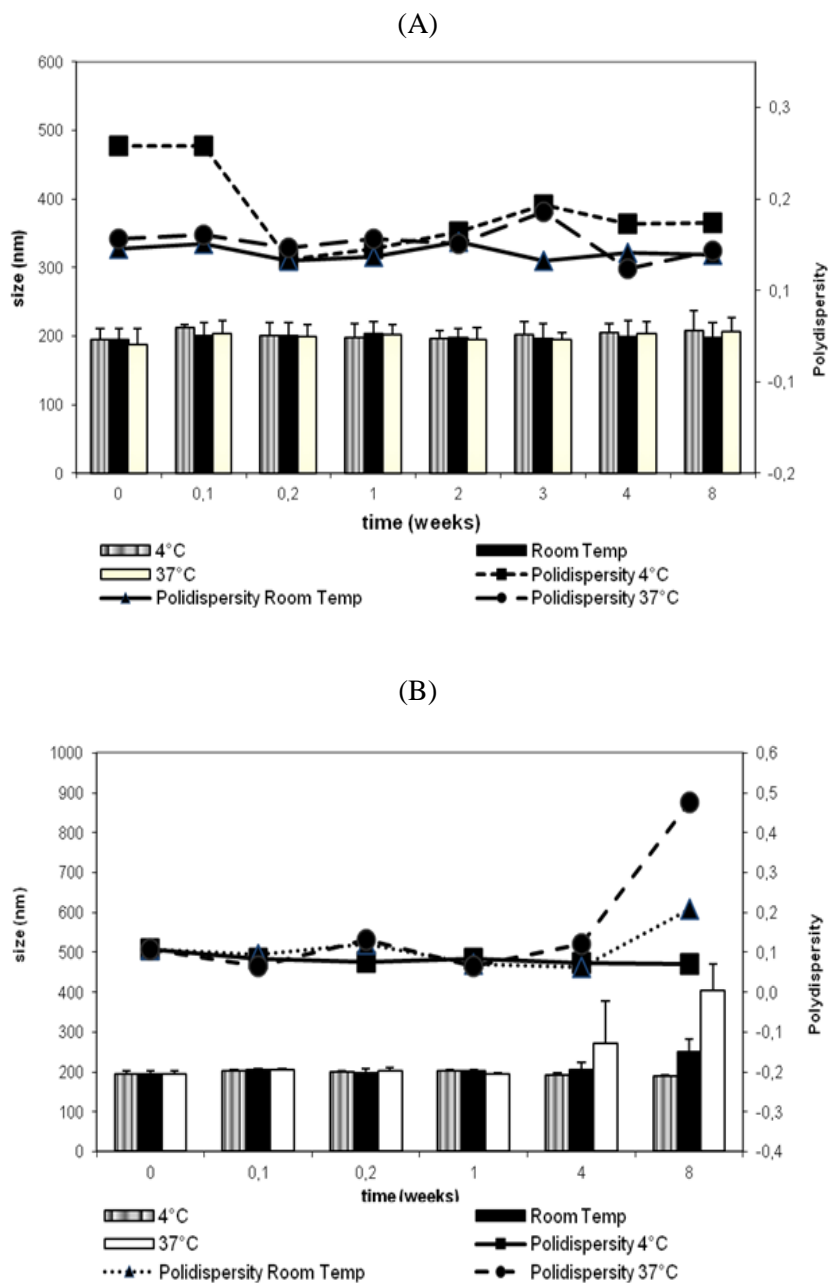 (A)
600
500
400
300
200
100
0
size (nm)
0,3
0,2
0,1
-0,1
-0,2
Polydispersity
0 0,1 0,2 1 2 3 4 8
time (weeks)
4°C Room Temp
37°C Polidispersity 4°C
Polidispersity Room Temp Polidispersity 37°C
(B)
1000
900
800
700
600
500
400
300
200
100
0
size (nm)
0,6
0,5
0,4
0,3
0,2
0,1
0,0
-0,1
-0,2
-0,3
-0,4
Polydispersity
0 0,1 0,2 1 4 8
time (weeks)
4°C Room Temp
37°C Polidispersity 4°C
Polidispersity Room Temp Polidispersity 37°C